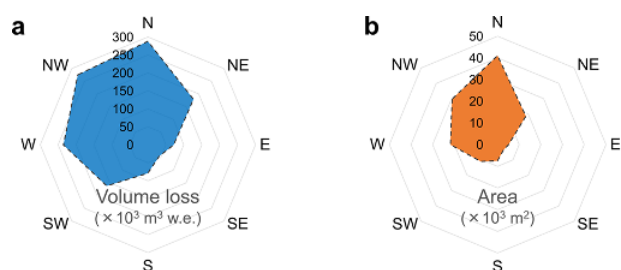 a
N
300
NW
250
NE
200
150
100
50
W
0
E
Volume loss
(×10³ m³ w.e.)
SW
SE
S
b
N
50
NW
40
NE
30
20
10
W
0
E
Area
(×10³ m²)
SW
SE
S